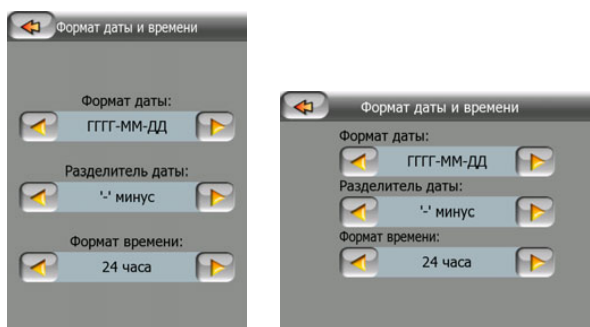 Формат даты и времени
Формат даты:
ГГГГ-ММ-ДД
Разделитель даты:
'-' минус
Формат времени:
24 часа
Формат даты и времени
Формат даты:
ГГГГ-ММ-ДД
Разделитель даты:
'-' минус
Формат времени:
24 часа